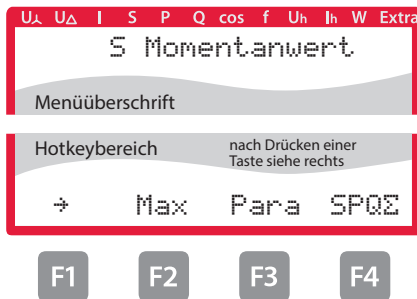 U⅄ U△ I S P Q cos f Uh Ih W Extra
S Momentanwert
Menüüberschrift
Hotkeybereich
nach Drücken einer
Taste siehe rechts
→ Max Para SPQΣ
F1 F2 F3 F4